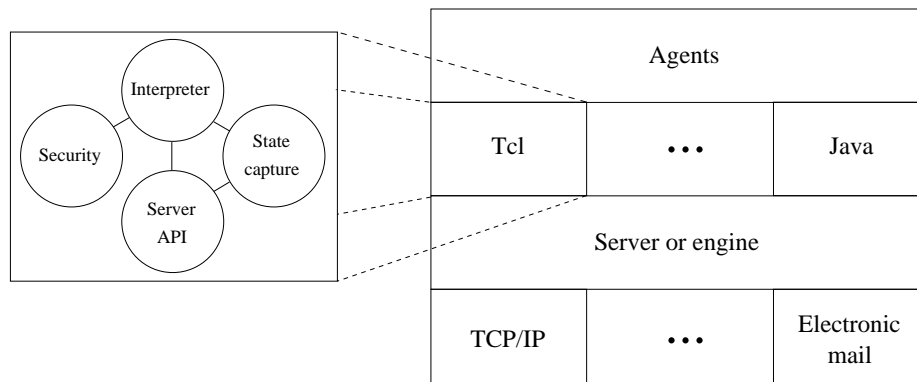 Agents
Interpreter
Security
State
capture
Server
API
Tcl
•••
Java
Server or engine
TCP/IP
•••
Electronic
mail